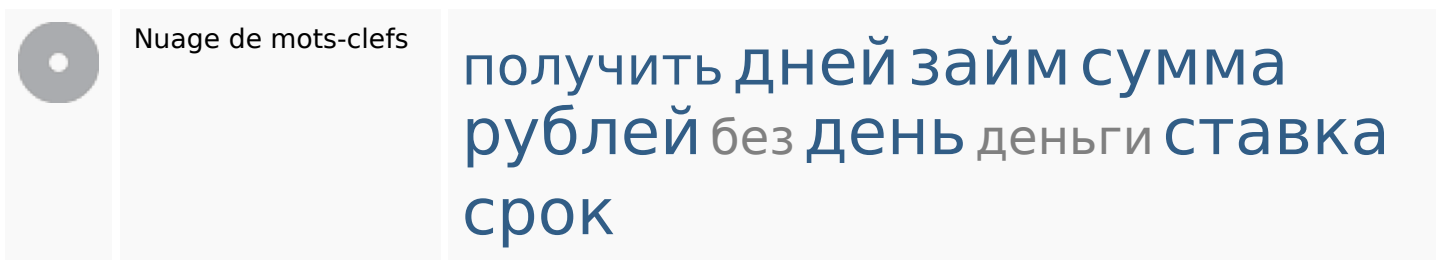 Nuage de mots-clefs
получить дней займ сумма
рублей без день деньги ставка
срок